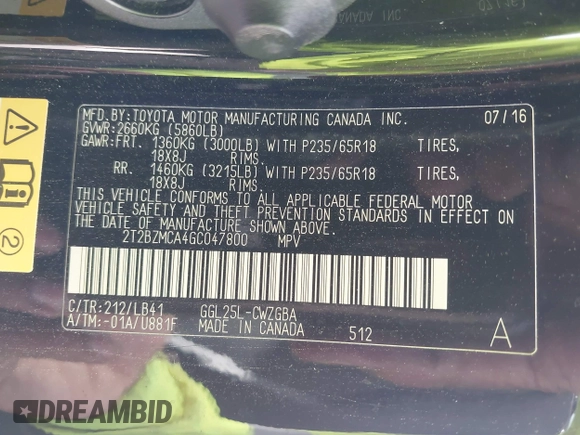 MFD.BY:TOYOTA MOTOR MANUFACTURING CANADA INC. 07/16
GVWR:2660KG (5860LB)
GAWR:FRT. 1360KG (3000LB) WITH P235/65R18 TIRES,
18X8J RIMS.
RR. 1460KG (3215LB) WITH P235/65R18 TIRES,
18X8J RIMS.
THIS VEHICLE CONFORMS TO ALL APPLICABLE FEDERAL MOTOR
VEHICLE SAFETY AND THEFT PREVENTION STANDARDS IN EFFECT ON
THE DATE OF MANUFACTURE SHOWN ABOVE.
2T2BZMCA4GC047800 MPV
C/TR:212/LB41 GGL25L-CWZGBA
A/TM:-01A/U881F MADE IN CANADA 512 A
2
DREAMBID